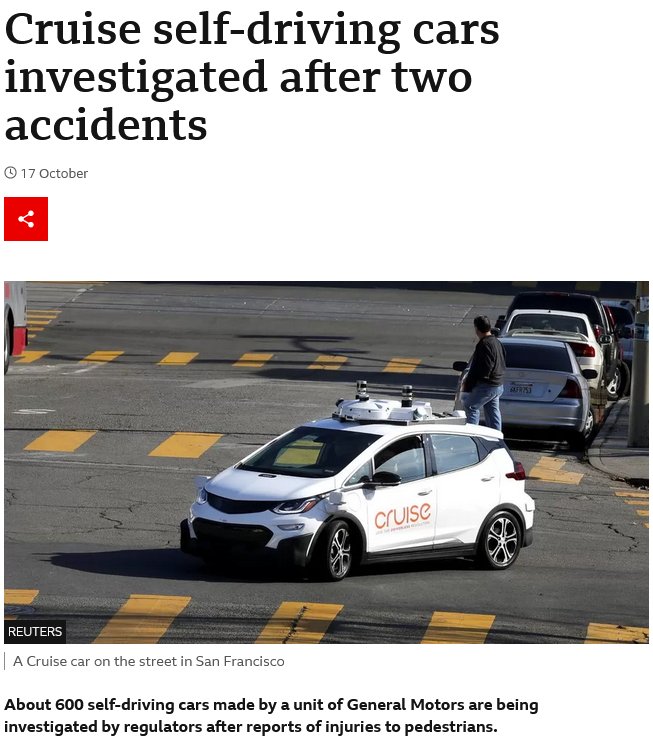 Cruise self-driving cars
investigated after two
accidents
17 October
cruise
REUTERS
A Cruise car on the street in San Francisco
About 600 self-driving cars made by a unit of General Motors are being
investigated by regulators after reports of injuries to pedestrians.